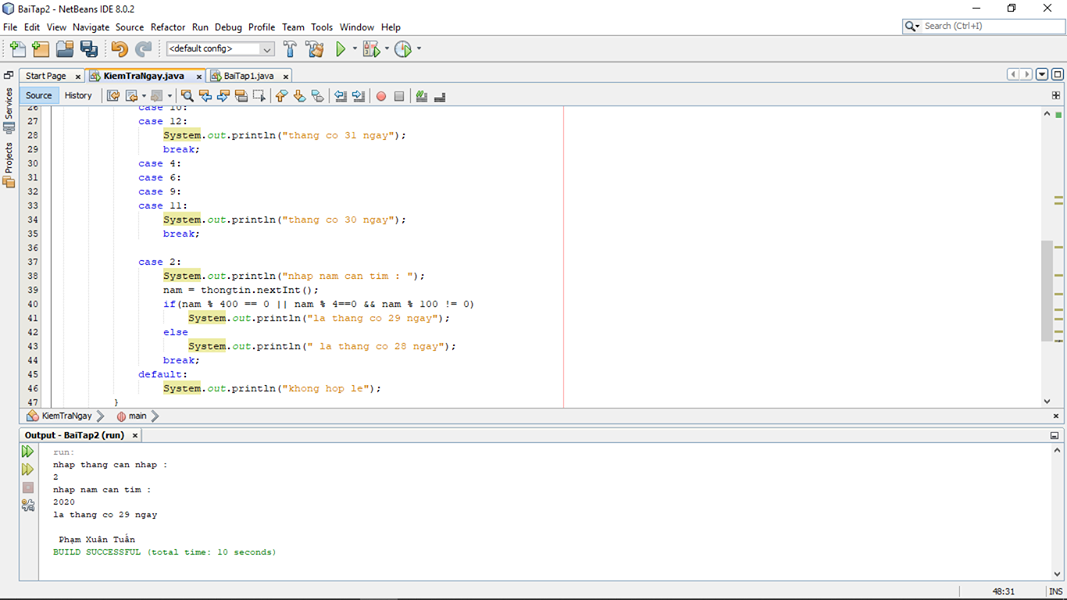 BaiTap2 - NetBeans IDE 8.0.2
File Edit View Navigate Source Refactor Run Debug Profile Team Tools Window Help
Search (Ctrl+I)
<default config>
Start Page x KiemTraNgay.java x BaiTap1.java x
Source History
Services
Projects
26 case 10:
27 case 12:
28 System.out.println("thang co 31 ngay");
29 break;
30 case 4:
31 case 6:
32 case 9:
33 case 11:
34 System.out.println("thang co 30 ngay");
35 break;
36
37 case 2:
38 System.out.println("nhap nam can tim : ");
39 nam = thongtin.nextInt();
40 if(nam % 400 == 0 || nam % 4==0 && nam % 100 != 0)
41 System.out.println("la thang co 29 ngay");
42 else
43 System.out.println(" la thang co 28 ngay");
44 break;
45 default:
46 System.out.println("khong hop le");
47 }
KiemTraNgay main
Output - BaiTap2 (run) x
run:
nhap thang can nhap :
2
nhap nam can tim :
2020
la thang co 29 ngay
Phạm Xuân Tuấn
BUILD SUCCESSFUL (total time: 10 seconds)
48:31 INS